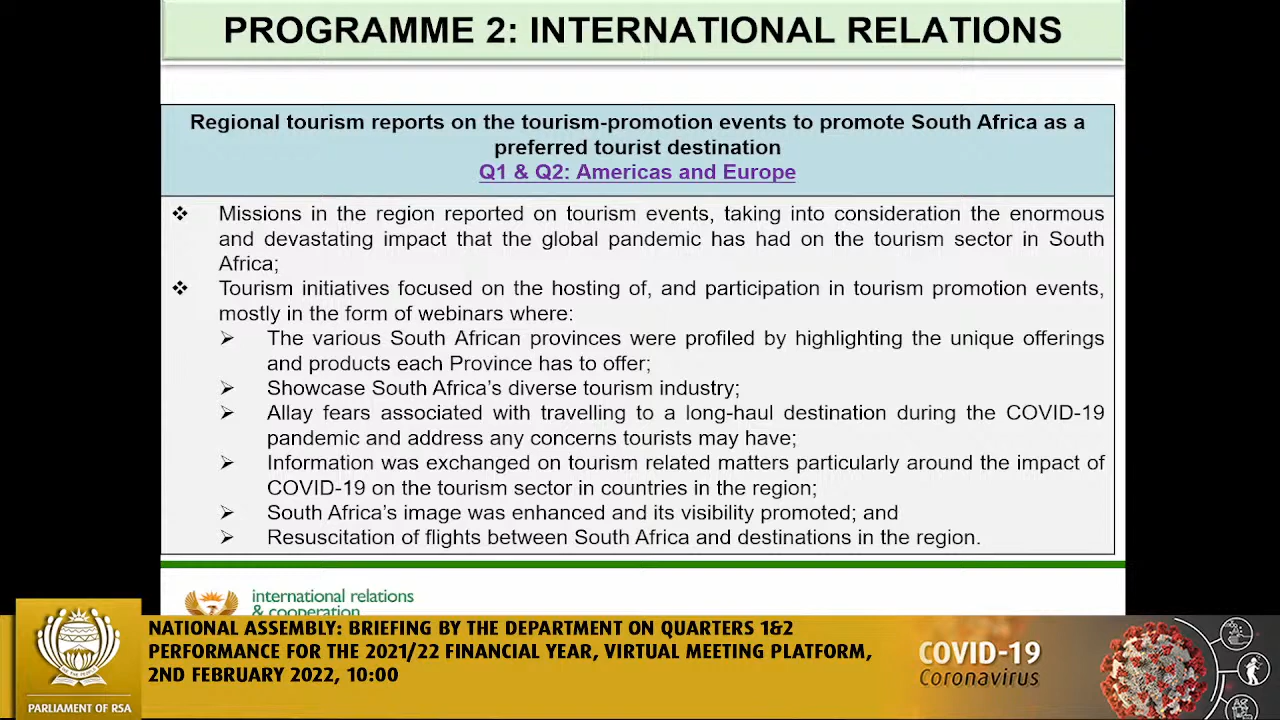 PROGRAMME 2: INTERNATIONAL RELATIONS
Regional tourism reports on the tourism-promotion events to promote South Africa as a
preferred tourist destination
Q1 & Q2: Americas and Europe
❖ Missions in the region reported on tourism events, taking into consideration the enormous
and devastating impact that the global pandemic has had on the tourism sector in South
Africa;
❖ Tourism initiatives focused on the hosting of, and participation in tourism promotion events,
mostly in the form of webinars where:
➢ The various South African provinces were profiled by highlighting the unique offerings
and products each Province has to offer;
➢ Showcase South Africa's diverse tourism industry;
➢ Allay fears associated with travelling to a long-haul destination during the COVID-19
pandemic and address any concerns tourists may have;
➢ Information was exchanged on tourism related matters particularly around the impact of
COVID-19 on the tourism sector in countries in the region;
➢ South Africa's image was enhanced and its visibility promoted; and
➢ Resuscitation of flights between South Africa and destinations in the region.
international relations
& cooperation
NATIONAL ASSEMBLY: BRIEFING BY THE DEPARTMENT ON QUARTERS 1&2
PERFORMANCE FOR THE 2021/22 FINANCIAL YEAR, VIRTUAL MEETING PLATFORM,
2ND FEBRUARY 2022, 10:00
PARLIAMENT OF RSA
COVID-19
Coronavirus